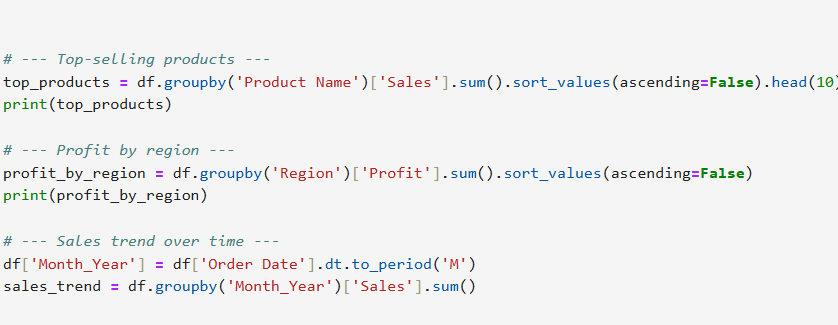 # --- Top-selling products ---
top_products = df.groupby('Product Name')['Sales'].sum().sort_values(ascending=False).head(10)
print(top_products)
# --- Profit by region ---
profit_by_region = df.groupby('Region')['Profit'].sum().sort_values(ascending=False)
print(profit_by_region)
# --- Sales trend over time ---
df['Month_Year'] = df['Order Date'].dt.to_period('M')
sales_trend = df.groupby('Month_Year')['Sales'].sum()